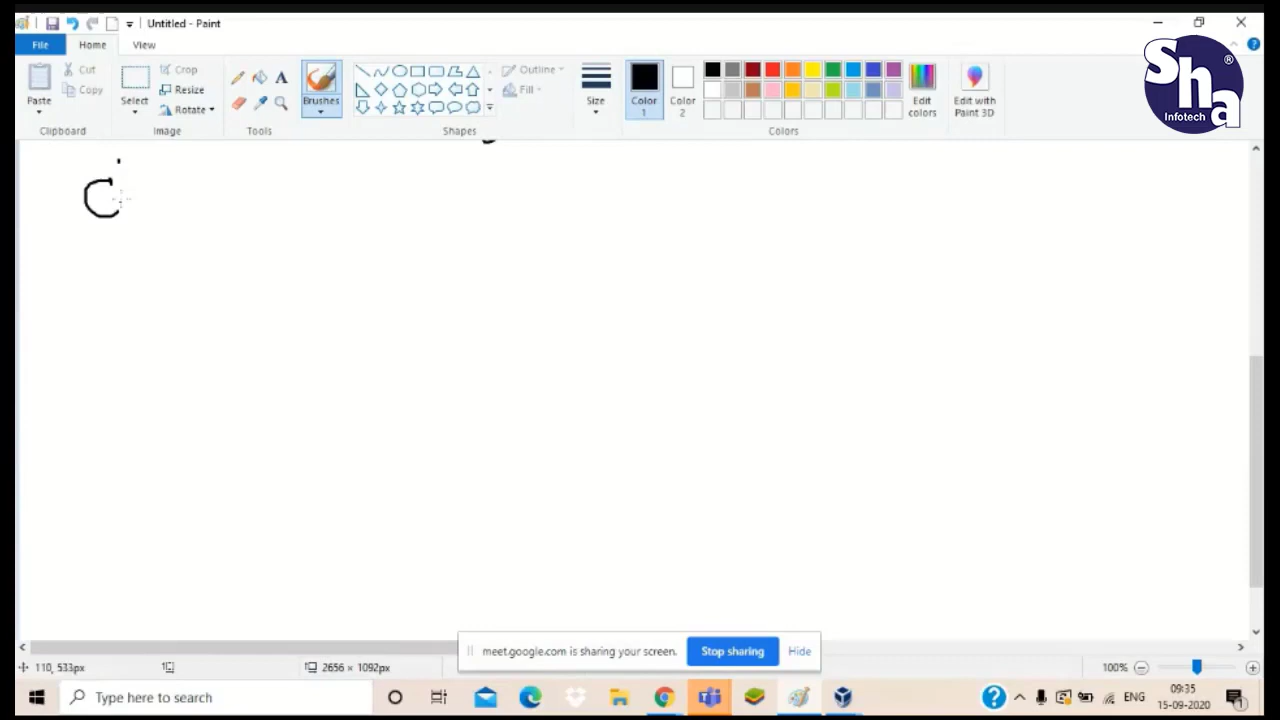 Untitled - Paint
File Home View
Paste
Cut
Copy
Clipboard
Select
Crop
Resize
Rotate
Image
Tools
Brushes
Shapes
Outline
Fill
Size
Color 1
Color 2
Colors
Edit colors
Edit with Paint 3D
Sha ®
Infotech
C
meet.google.com is sharing your screen. Stop sharing Hide
110, 533px 2656 × 1092px 100%
Type here to search
ENG
09:35
15-09-2020
1